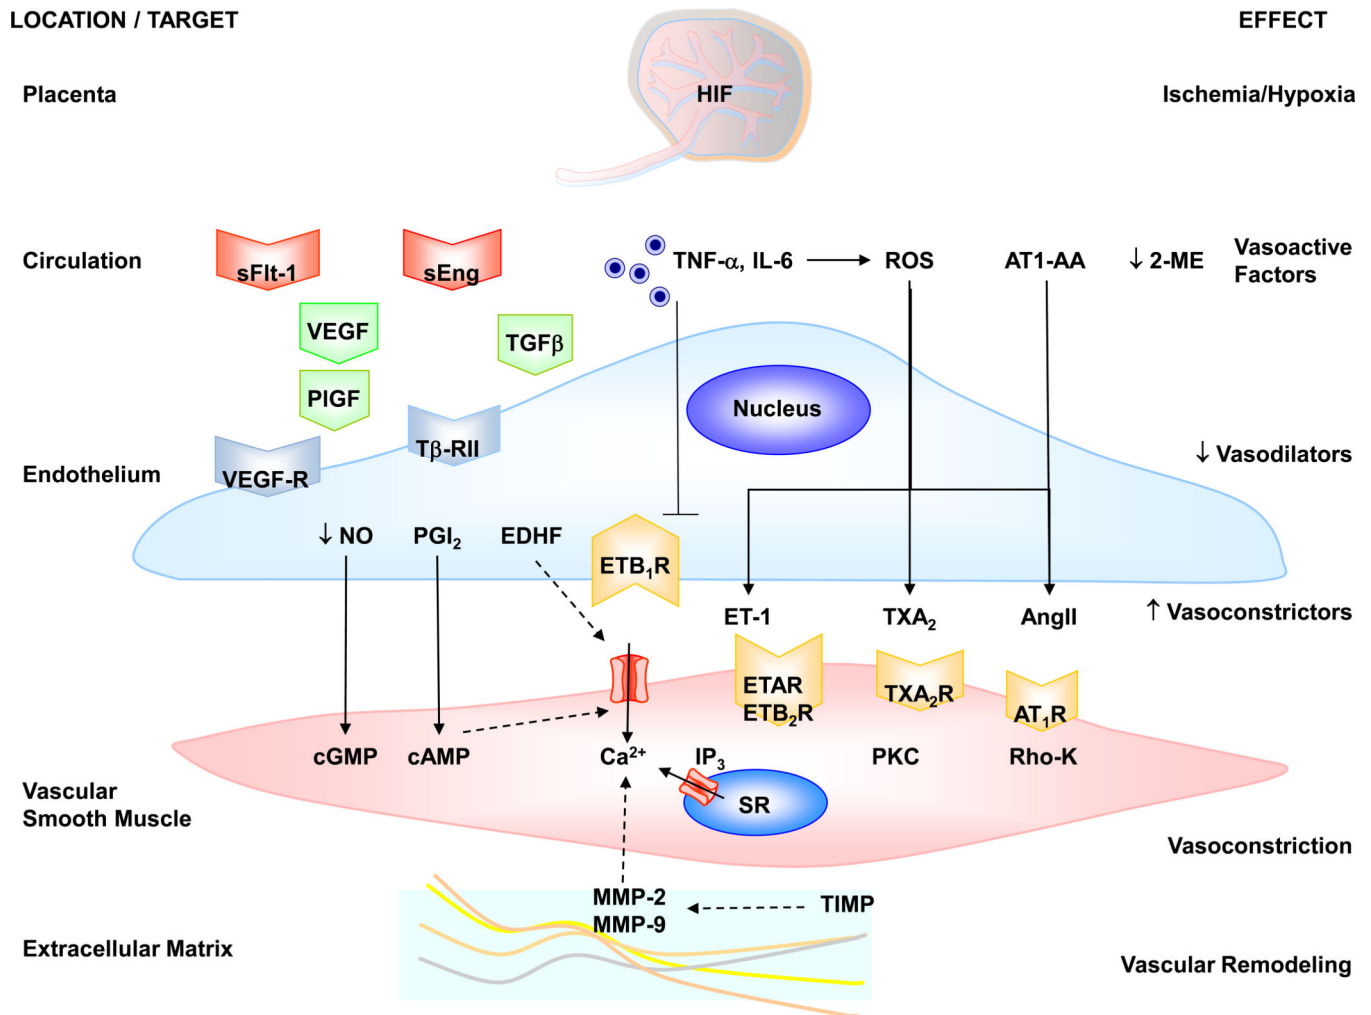 LOCATION / TARGET
EFFECT
Placenta
HIF
Ischemia/Hypoxia
Circulation
sFlt-1
sEng
TNF-α, IL-6
ROS
AT1-AA
↓ 2-ME
Vasoactive
Factors
VEGF
TGFβ
PlGF
Nucleus
Tβ-RII
Endothelium
VEGF-R
↓ Vasodilators
↓ NO
PGI₂
EDHF
ETB₁R
ET-1
TXA₂
AngII
↑ Vasoconstrictors
ETAR
ETB₂R
TXA₂R
AT₁R
cGMP
cAMP
Ca²⁺
IP₃
PKC
Rho-K
SR
Vascular
Smooth Muscle
Vasoconstriction
MMP-2
MMP-9
TIMP
Extracellular Matrix
Vascular Remodeling